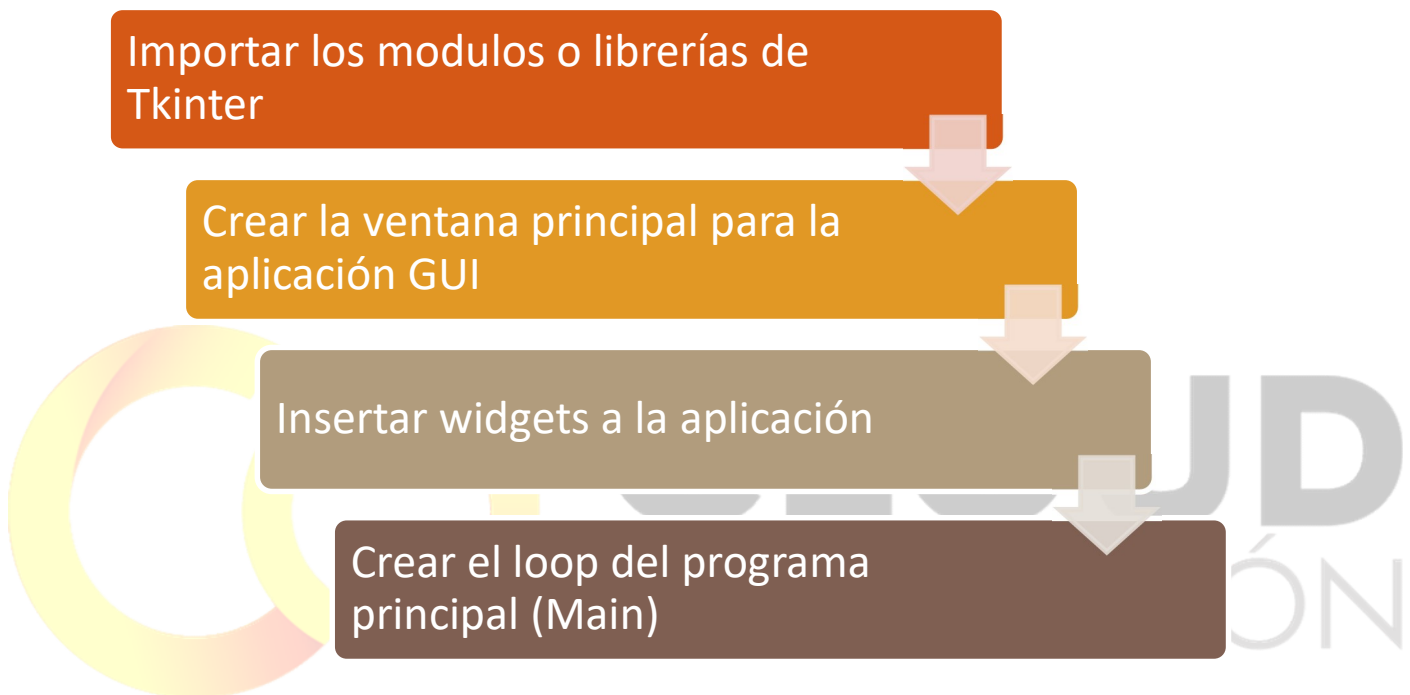 Importar los modulos o librerías de
Tkinter
Crear la ventana principal para la
aplicación GUI
Insertar widgets a la aplicación
Crear el loop del programa
principal (Main)